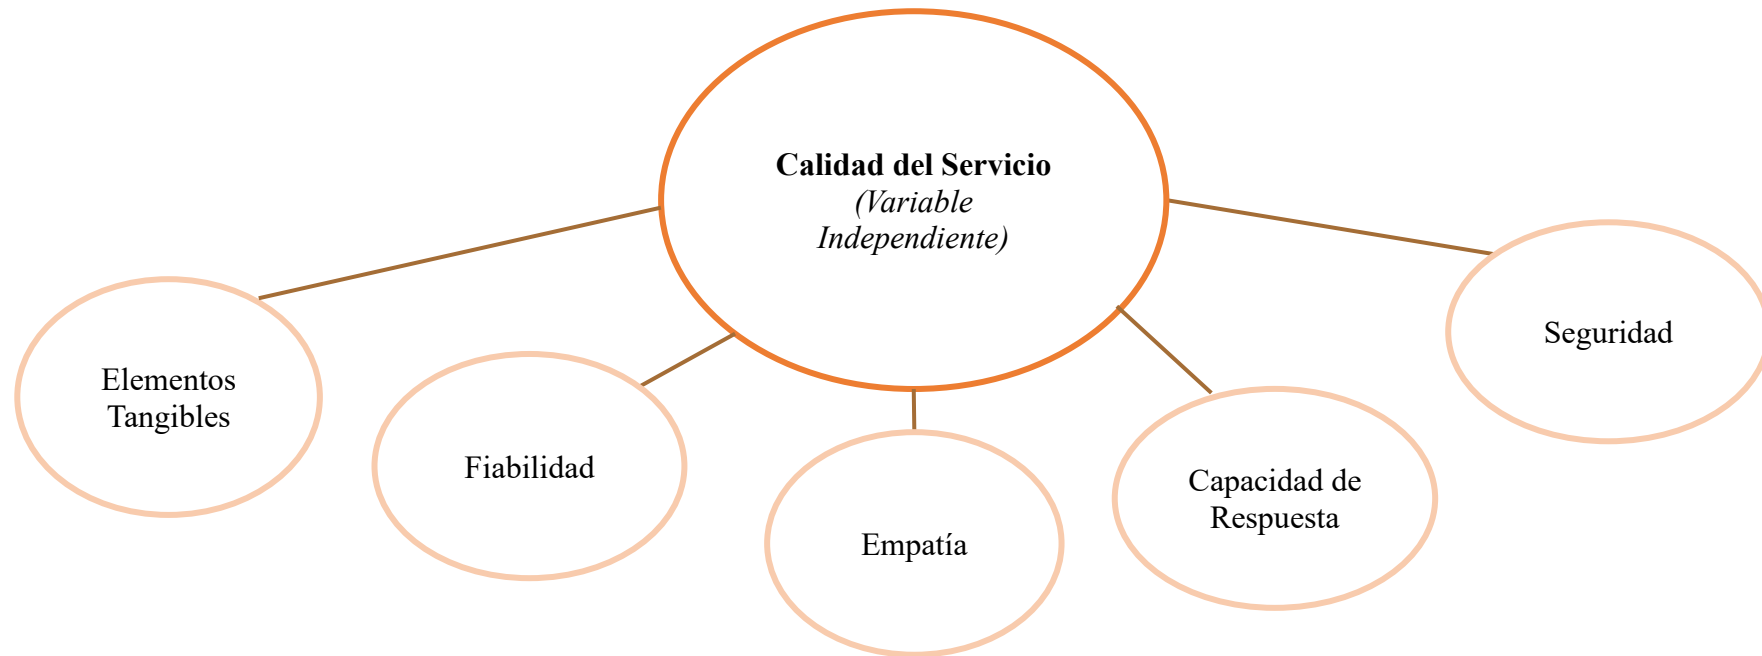 Calidad del Servicio
(Variable
Independiente)
Elementos
Tangibles
Fiabilidad
Empatía
Capacidad de
Respuesta
Seguridad